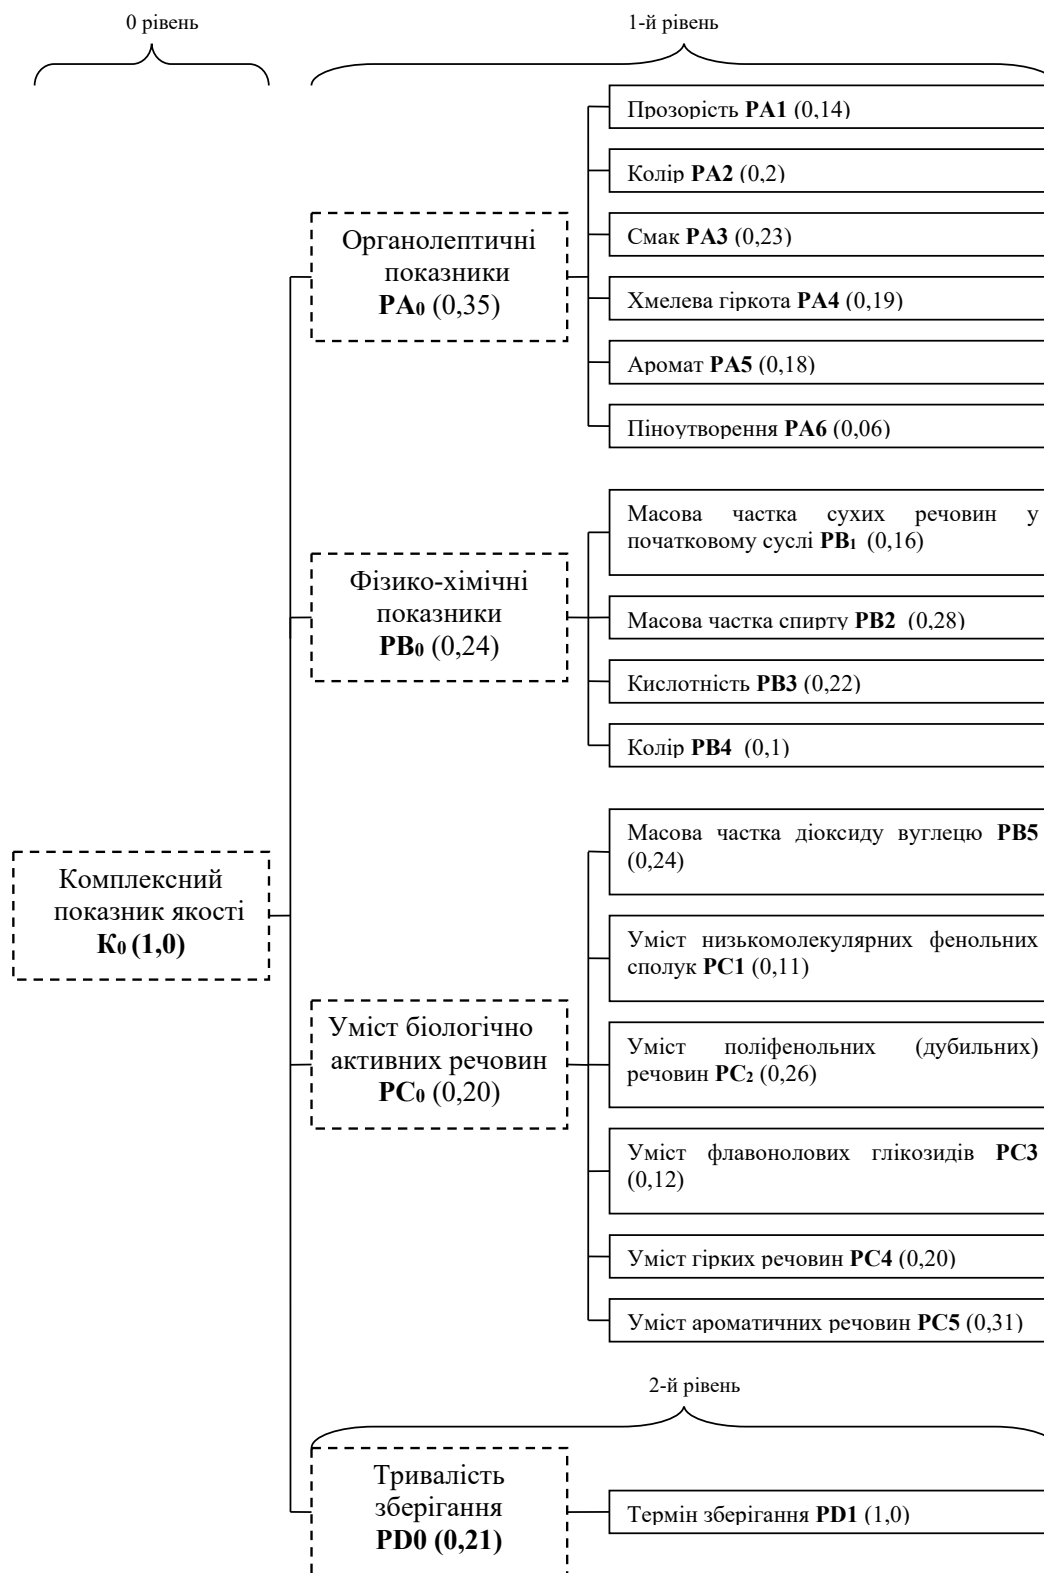 0 рівень
1-й рівень
Прозорість PA1 (0,14)
Колір PA2 (0,2)
Смак PA3 (0,23)
Хмелева гіркота PA4 (0,19)
Аромат PA5 (0,18)
Піноутворення PA6 (0,06)
Органолептичні
показники
PA₀ (0,35)
Масова частка сухих речовин у
початковому суслі PB₁ (0,16)
Масова частка спирту PB2 (0,28)
Кислотність PB3 (0,22)
Колір PB4 (0,1)
Фізико-хімічні
показники
PB₀ (0,24)
Масова частка діоксиду вуглецю PB5
(0,24)
Комплексний
показник якості
К₀ (1,0)
Уміст низькомолекулярних фенольних
сполук PC1 (0,11)
Уміст біологічно
активних речовин
PC₀ (0,20)
Уміст поліфенольних (дубильних)
речовин PC₂ (0,26)
Уміст флавонолових глікозидів PC3
(0,12)
Уміст гірких речовин PC4 (0,20)
Уміст ароматичних речовин PC5 (0,31)
2-й рівень
Тривалість
зберігання
PD0 (0,21)
Термін зберігання PD1 (1,0)